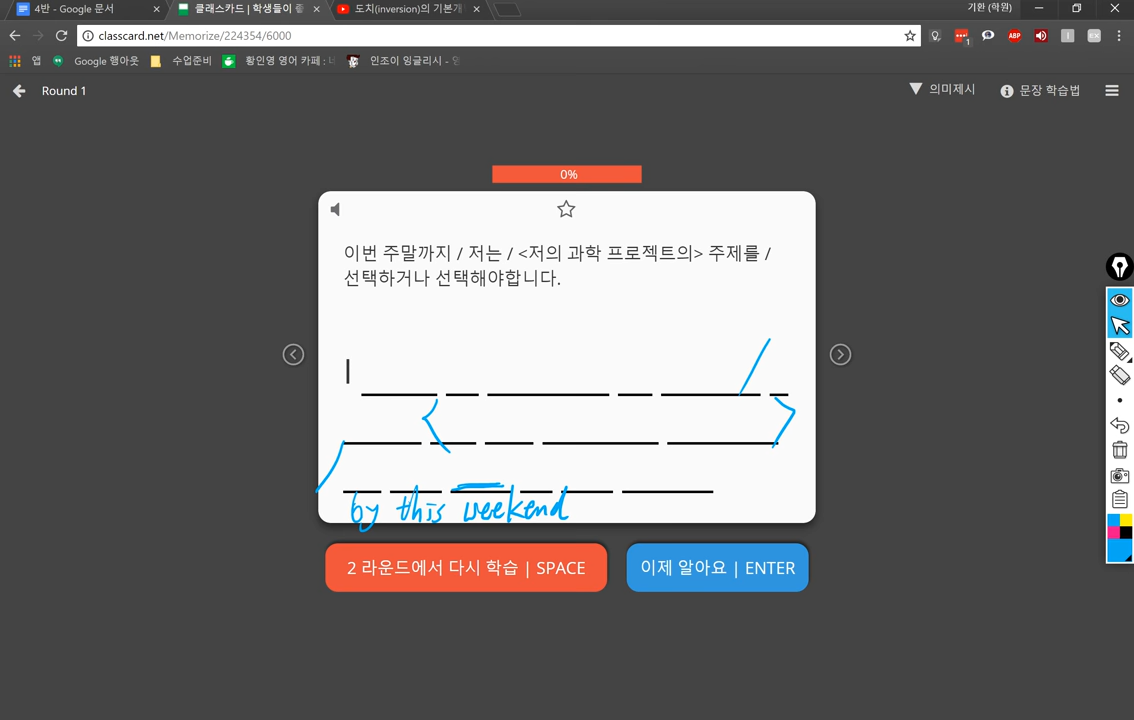 4반 - Google 문서
클래스카드 | 학생들이 좋
도치(inversion)의 기본개
기환 (학원)
classcard.net/Memorize/224354/6000
ABP
1
앱
Google 행아웃
수업준비
황인영 영어 카페 : 네
인조이 잉글리시 -
Round 1
의미제시
문장 학습법
0%
이번 주말까지 / 저는 / <저의 과학 프로젝트의> 주제를 /
선택하거나 선택해야합니다.
I
by this weekend
2 라운드에서 다시 학습 | SPACE
이제 알아요 | ENTER